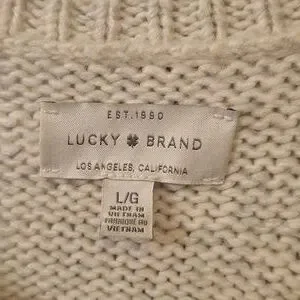 EST.1990
LUCKY BRAND
LOS ANGELES, CALIFORNIA
L/G
MADE IN
VIETNAM
FABRIQUÉ AU
VIETNAM